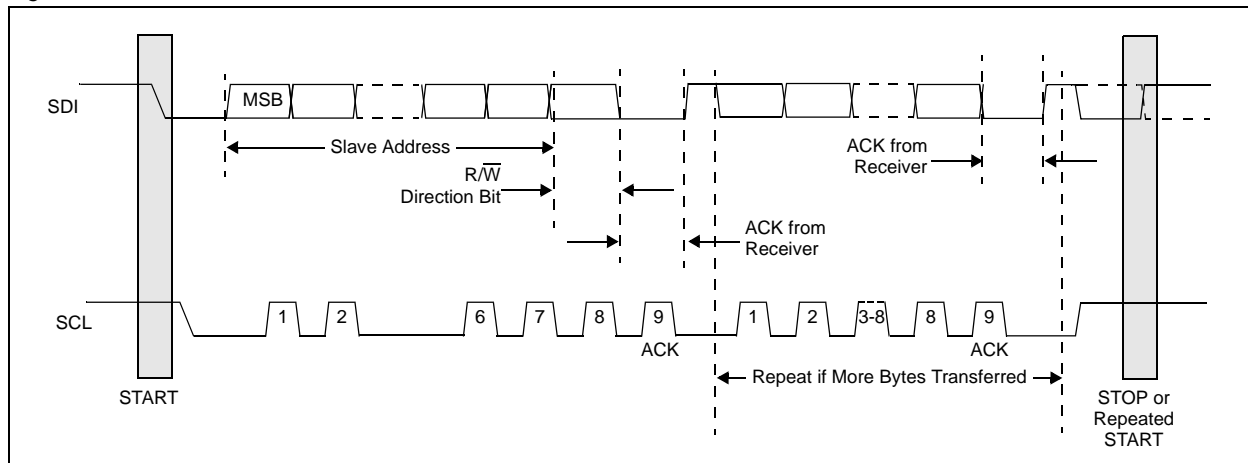 SDI
MSB
Slave Address
R/W
Direction Bit
ACK from
Receiver
ACK from
Receiver
SCL
1
2
6
7
8
9
1
2
3-8
8
9
ACK
ACK
Repeat if More Bytes Transferred
START
STOP or
Repeated
START